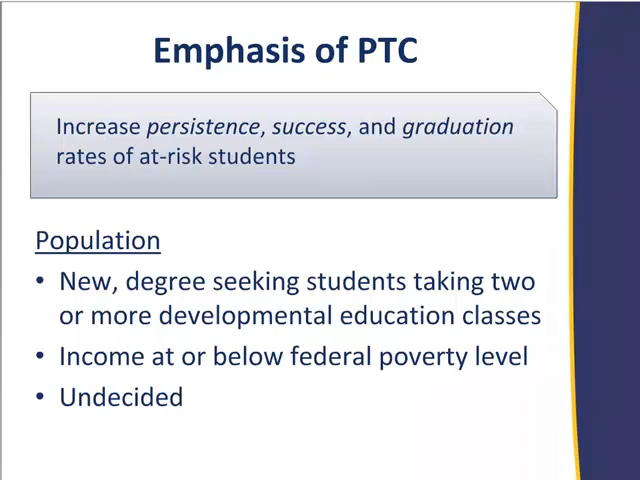 Emphasis of PTC
Increase persistence, success, and graduation
rates of at-risk students
Population
• New, degree seeking students taking two
or more developmental education classes
• Income at or below federal poverty level
• Undecided